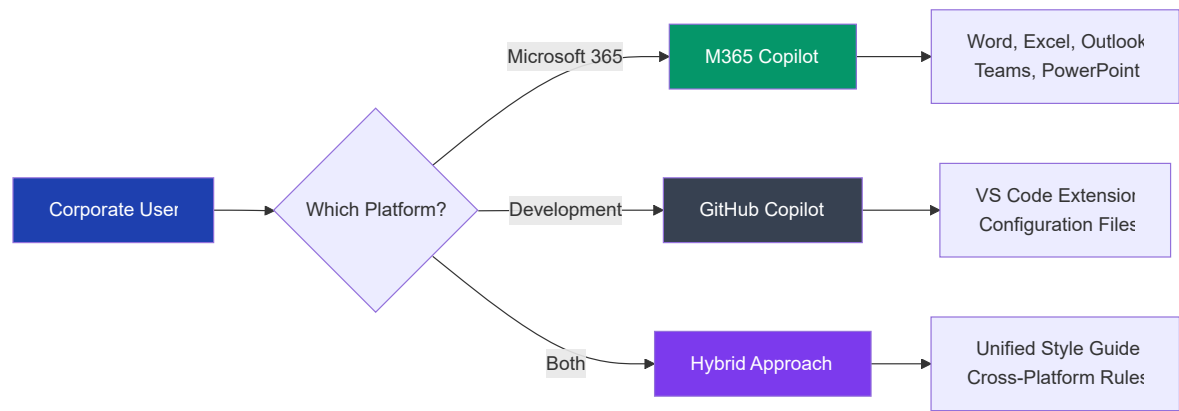 Corporate User
Which Platform?
Microsoft 365
M365 Copilot
Word, Excel, Outlook
Teams, PowerPoint
Development
GitHub Copilot
VS Code Extension
Configuration Files
Both
Hybrid Approach
Unified Style Guide
Cross-Platform Rules